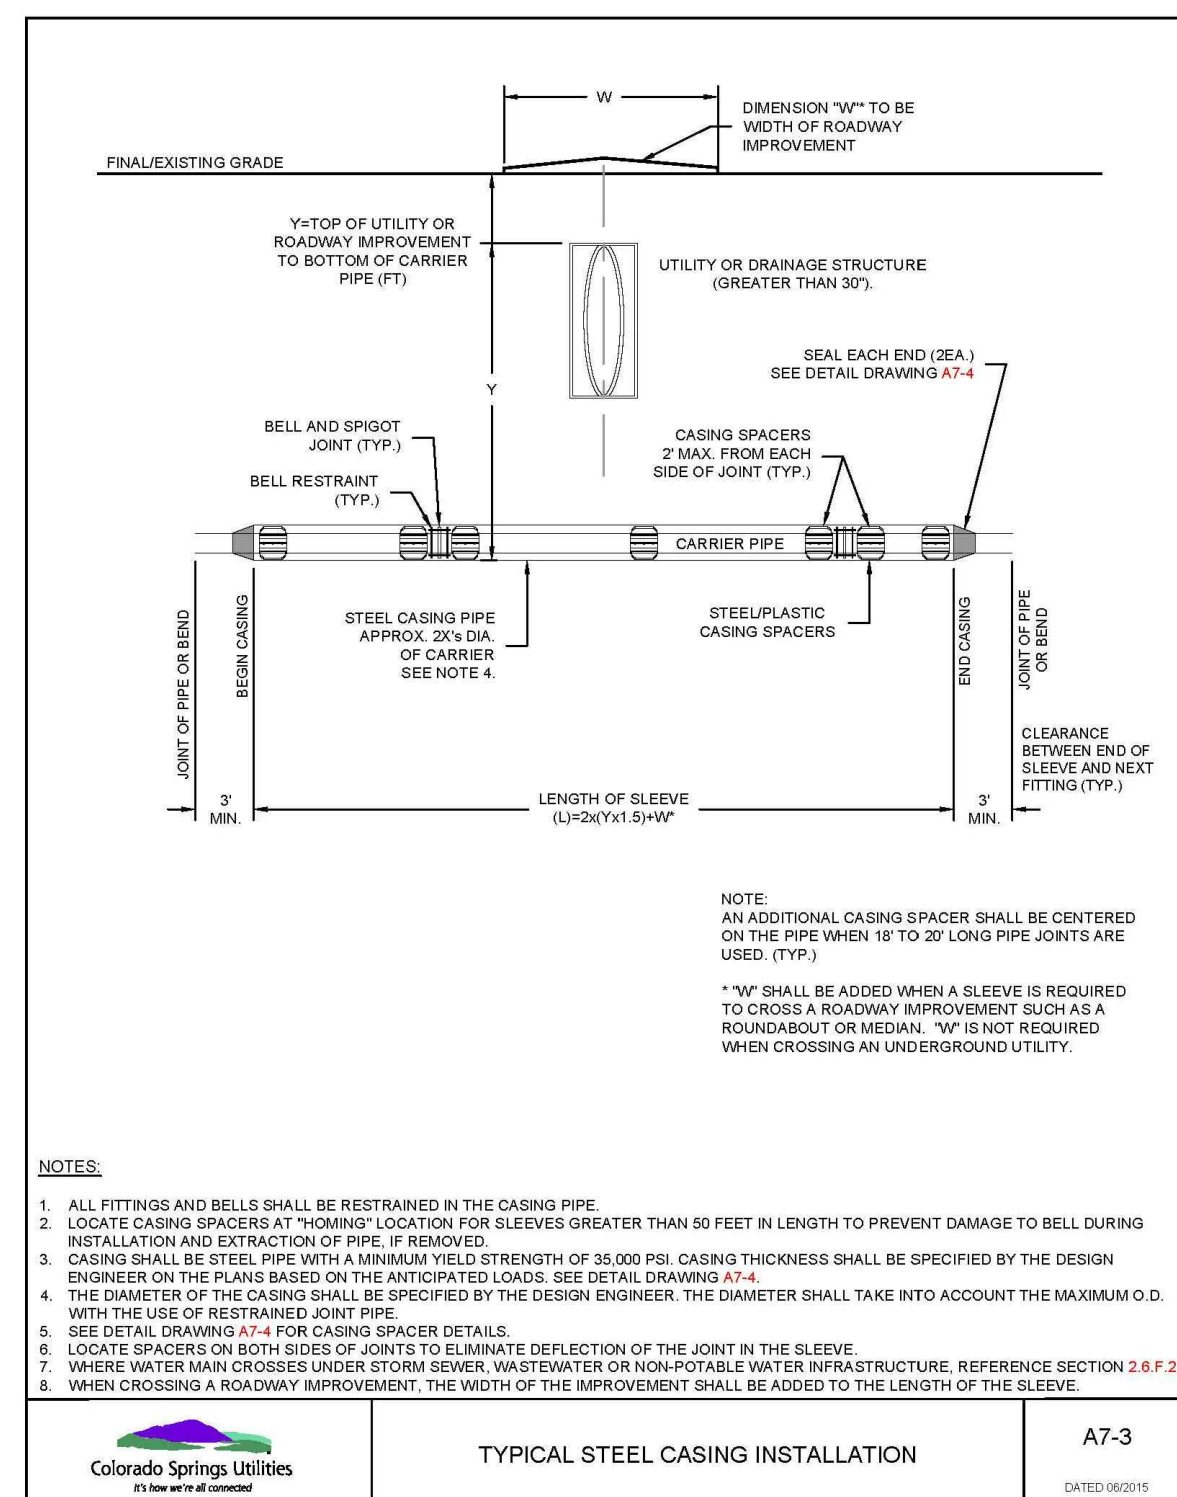 W
DIMENSION "W"* TO BE
WIDTH OF ROADWAY
IMPROVEMENT
FINAL/EXISTING GRADE
Y=TOP OF UTILITY OR
ROADWAY IMPROVEMENT
TO BOTTOM OF CARRIER
PIPE (FT)
UTILITY OR DRAINAGE STRUCTURE
(GREATER THAN 30").
SEAL EACH END (2EA.)
SEE DETAIL DRAWING A7-4
Y
BELL AND SPIGOT
JOINT (TYP.)
CASING SPACERS
2' MAX. FROM EACH
SIDE OF JOINT (TYP.)
BELL RESTRAINT
(TYP.)
CARRIER PIPE
STEEL CASING PIPE
APPROX. 2X's DIA.
OF CARRIER
SEE NOTE 4.
STEEL/PLASTIC
CASING SPACERS
JOINT OF PIPE OR BEND
BEGIN CASING
END CASING
JOINT OF PIPE
OR BEND
CLEARANCE
BETWEEN END OF
SLEEVE AND NEXT
FITTING (TYP.)
3'
MIN.
LENGTH OF SLEEVE
(L)=2x(Yx1.5)+W*
3'
MIN.
NOTE:
AN ADDITIONAL CASING SPACER SHALL BE CENTERED
ON THE PIPE WHEN 18' TO 20' LONG PIPE JOINTS ARE
USED. (TYP.)
* "W" SHALL BE ADDED WHEN A SLEEVE IS REQUIRED
TO CROSS A ROADWAY IMPROVEMENT SUCH AS A
ROUNDABOUT OR MEDIAN. "W" IS NOT REQUIRED
WHEN CROSSING AN UNDERGROUND UTILITY.
NOTES:
1. ALL FITTINGS AND BELLS SHALL BE RESTRAINED IN THE CASING PIPE.
2. LOCATE CASING SPACERS AT "HOMING" LOCATION FOR SLEEVES GREATER THAN 50 FEET IN LENGTH TO PREVENT DAMAGE TO BELL DURING
INSTALLATION AND EXTRACTION OF PIPE, IF REMOVED.
3. CASING SHALL BE STEEL PIPE WITH A MINIMUM YIELD STRENGTH OF 35,000 PSI. CASING THICKNESS SHALL BE SPECIFIED BY THE DESIGN
ENGINEER ON THE PLANS BASED ON THE ANTICIPATED LOADS. SEE DETAIL DRAWING A7-4.
4. THE DIAMETER OF THE CASING SHALL BE SPECIFIED BY THE DESIGN ENGINEER. THE DIAMETER SHALL TAKE INTO ACCOUNT THE MAXIMUM O.D.
WITH THE USE OF RESTRAINED JOINT PIPE.
5. SEE DETAIL DRAWING A7-4 FOR CASING SPACER DETAILS.
6. LOCATE SPACERS ON BOTH SIDES OF JOINTS TO ELIMINATE DEFLECTION OF THE JOINT IN THE SLEEVE.
7. WHERE WATER MAIN CROSSES UNDER STORM SEWER, WASTEWATER OR NON-POTABLE WATER INFRASTRUCTURE, REFERENCE SECTION 2.6.F.2
8. WHEN CROSSING A ROADWAY IMPROVEMENT, THE WIDTH OF THE IMPROVEMENT SHALL BE ADDED TO THE LENGTH OF THE SLEEVE.
Colorado Springs Utilities
It's how we're all connected
TYPICAL STEEL CASING INSTALLATION
A7-3
DATED 06/2015